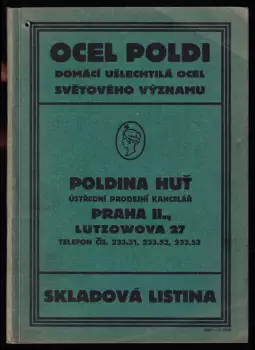 OCEL POLDI
DOMÁCÍ UŠLECHTILÁ OCEL
SVĚTOVÉHO VÝZNAMU
POLDINA HUŤ
ÚSTŘEDNÍ PRODEJNÍ KANCELÁŘ
PRAHA II.,
LUTZOWOVA 27
TELEFON ČÍS. 233.51, 233.52, 233.53
SKLADOVÁ LISTINA